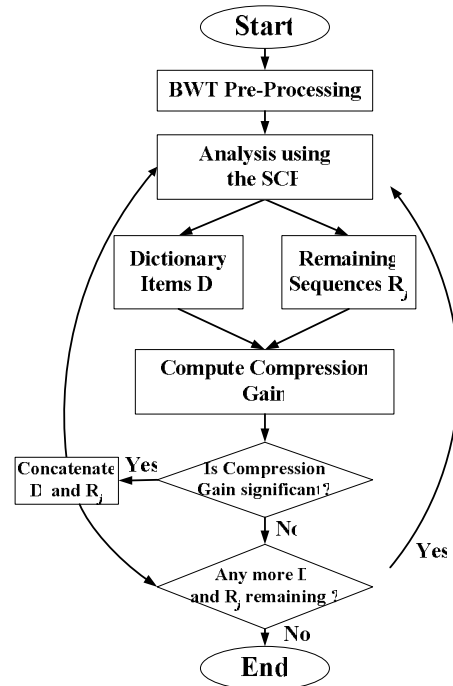 Start
BWT Pre-Processing
Analysis using
the SCF
Dictionary
Items D
Remaining
Sequences Rj
Compute Compression
Gain
Concatenate
D and Rj
Yes
Is Compression
Gain significant?
No
Yes
Any more D
and Rj remaining ?
No
End